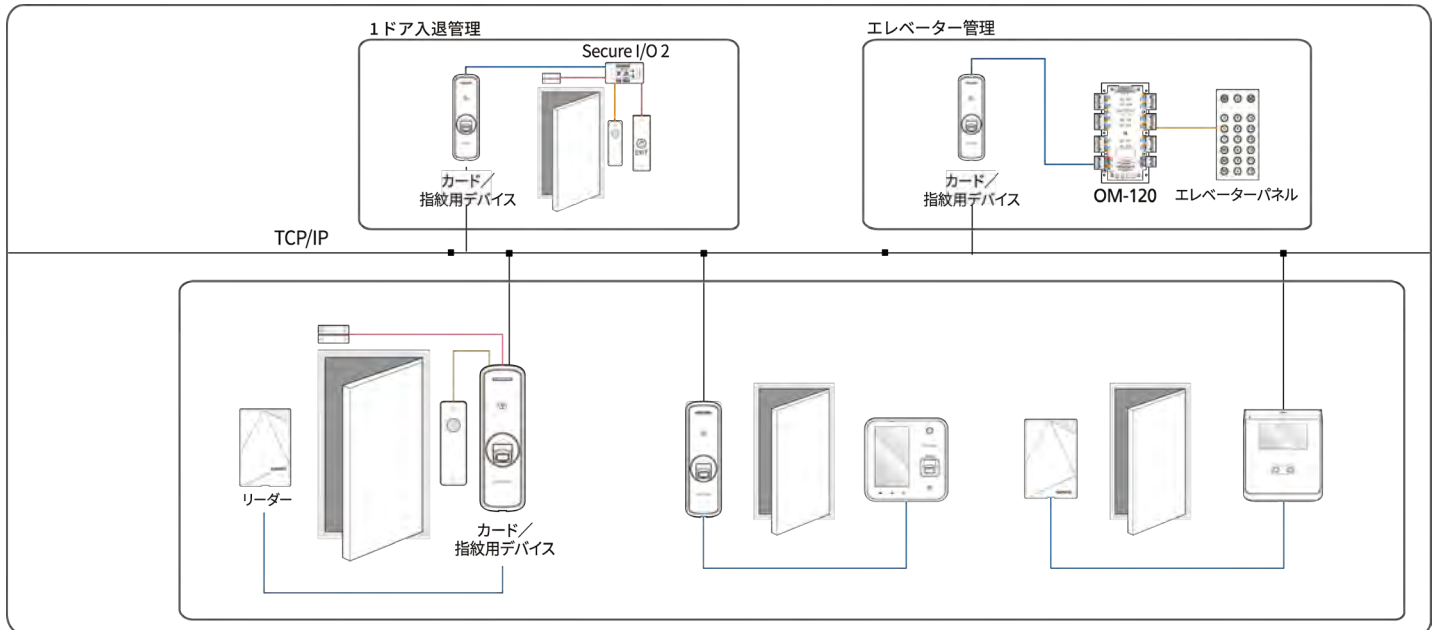 1ドア入退管理
Secure I/O 2
カード／
指紋用デバイス
エレベーター管理
カード／
指紋用デバイス
OM-120
エレベーターパネル
TCP/IP
リーダー
カード／
指紋用デバイス